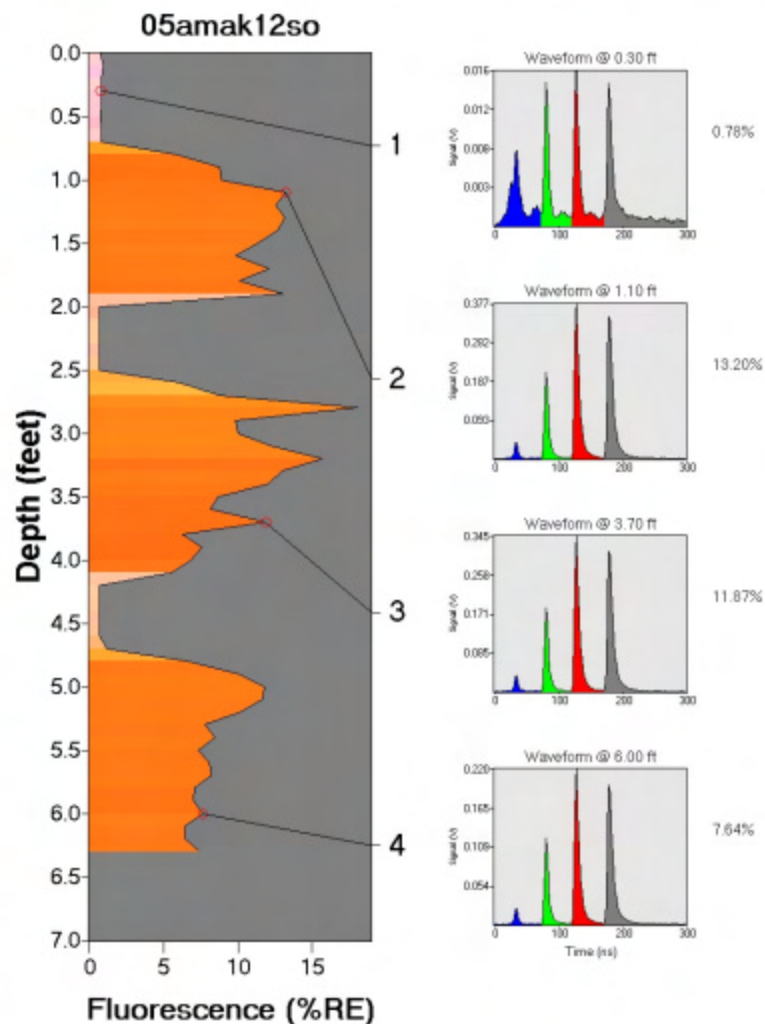 05amak12so
0.0
0.5
1.0
1.5
2.0
2.5
3.0
3.5
4.0
4.5
5.0
5.5
6.0
6.5
7.0
Depth (feet)
0 5 10 15
Fluorescence (%RE)
1
2
3
4
Waveform @ 0.30 ft
0.016
0.012
0.008
0.003
Signal (V)
0 100 200 300
0.78%
Waveform @ 1.10 ft
0.377
0.282
0.187
0.093
Signal (V)
0 100 200 300
13.20%
Waveform @ 3.70 ft
0.345
0.258
0.171
0.085
Signal (V)
0 100 200 300
11.87%
Waveform @ 6.00 ft
0.220
0.165
0.109
0.054
Signal (V)
0 100 200 300
Time (ns)
7.64%